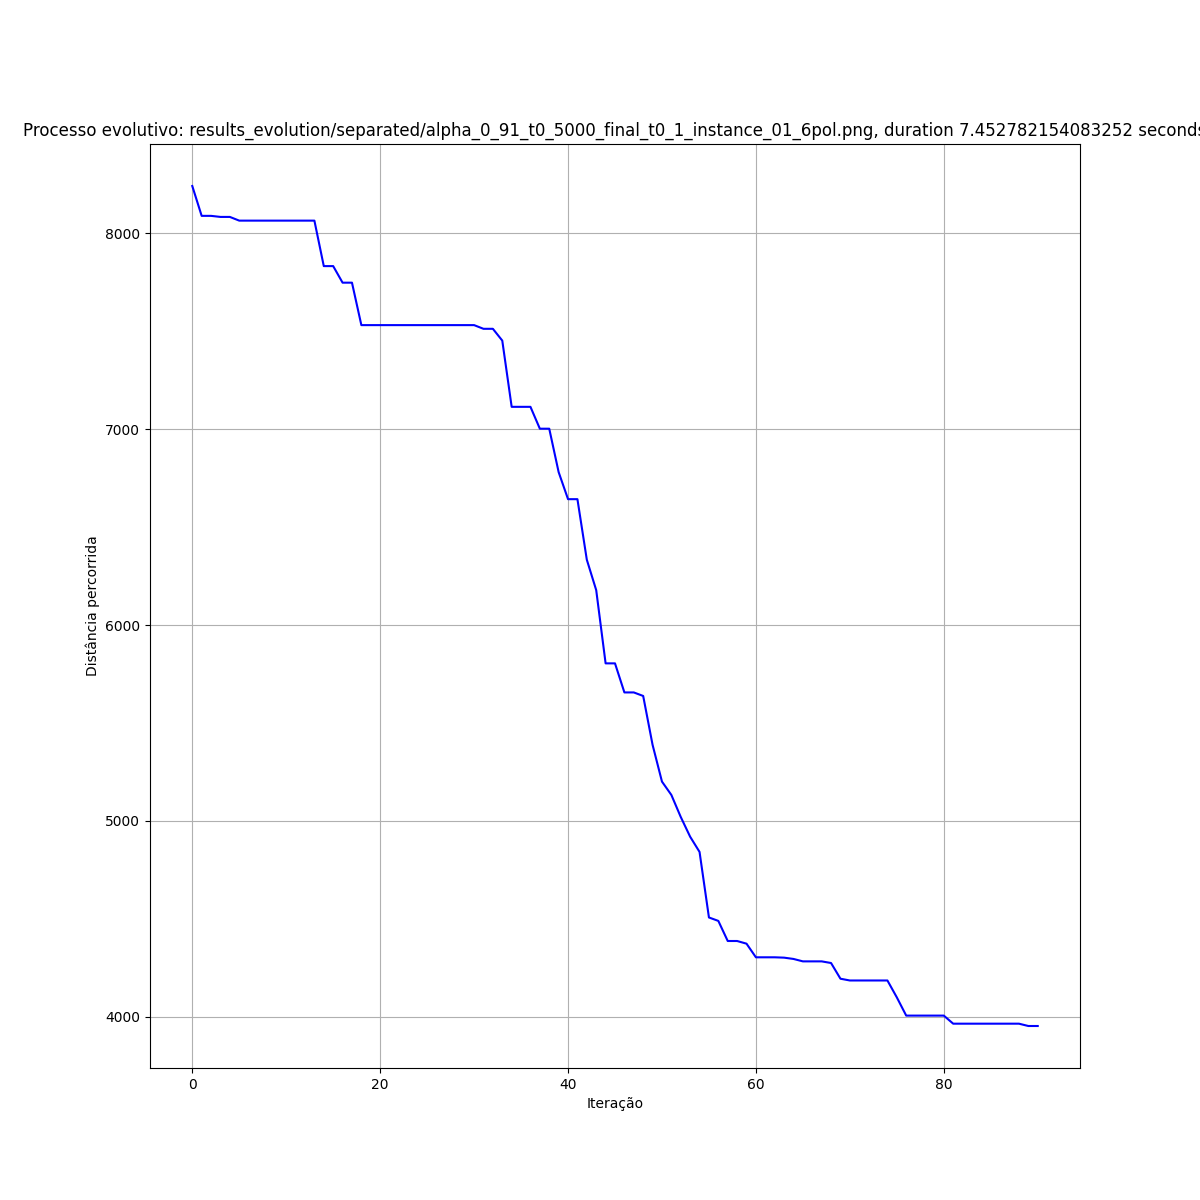 Processo evolutivo: results_evolution/separated/alpha_0_91_t0_5000_final_t0_1_instance_01_6pol.png, duration 7.452782154083252 seconds
8000
7000
6000
5000
4000
Distância percorrida
0 20 40 60 80
Iteração